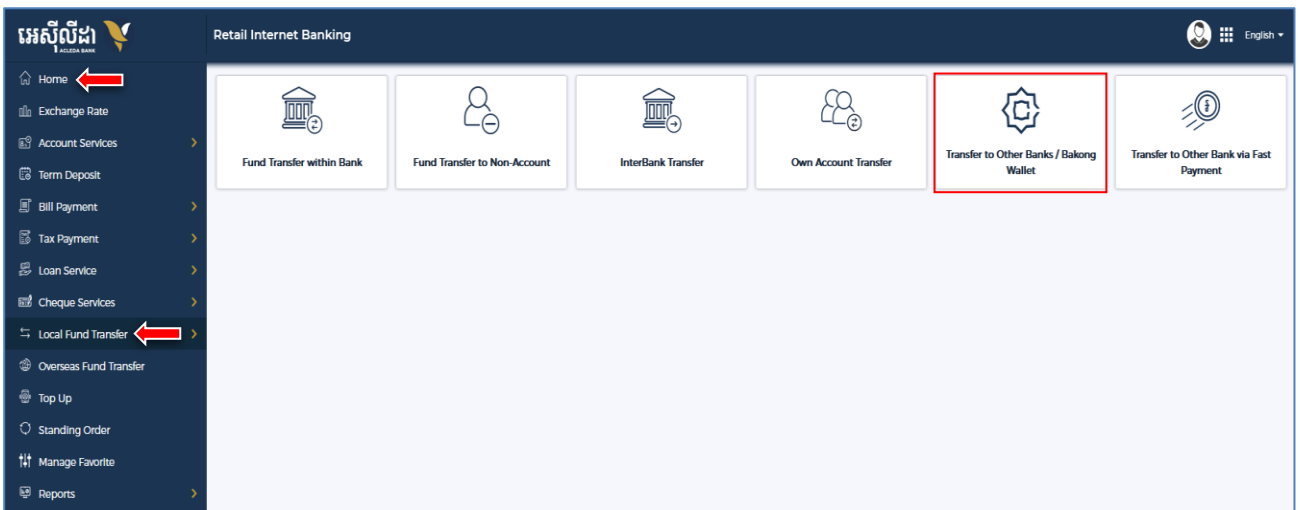 អេស៊ីលីដា
ACLEDA BANK
Retail Internet Banking
English
Home
Exchange Rate
Account Services
Term Deposit
Bill Payment
Tax Payment
Loan Service
Cheque Services
Local Fund Transfer
Overseas Fund Transfer
Top Up
Standing Order
Manage Favorite
Reports
Fund Transfer within Bank
Fund Transfer to Non-Account
InterBank Transfer
Own Account Transfer
Transfer to Other Banks / Bakong
Wallet
Transfer to Other Bank via Fast
Payment